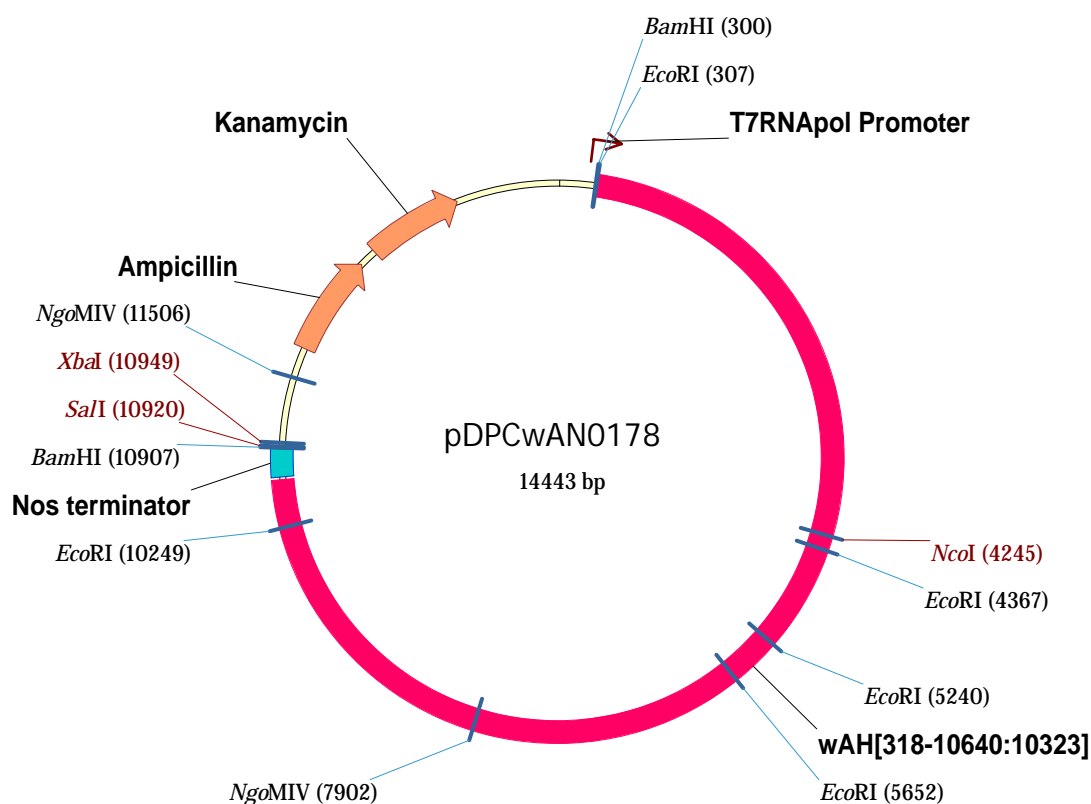 BamHI (300)
EcoRI (307)
Kanamycin
T7RNApol Promoter
Ampicillin
NgoMIV (11506)
XbaI (10949)
SalI (10920)
BamHI (10907)
Nos terminator
EcoRI (10249)
pDPCwAN0178
14443 bp
NcoI (4245)
EcoRI (4367)
EcoRI (5240)
wAH[318-10640:10323]
EcoRI (5652)
NgoMIV (7902)